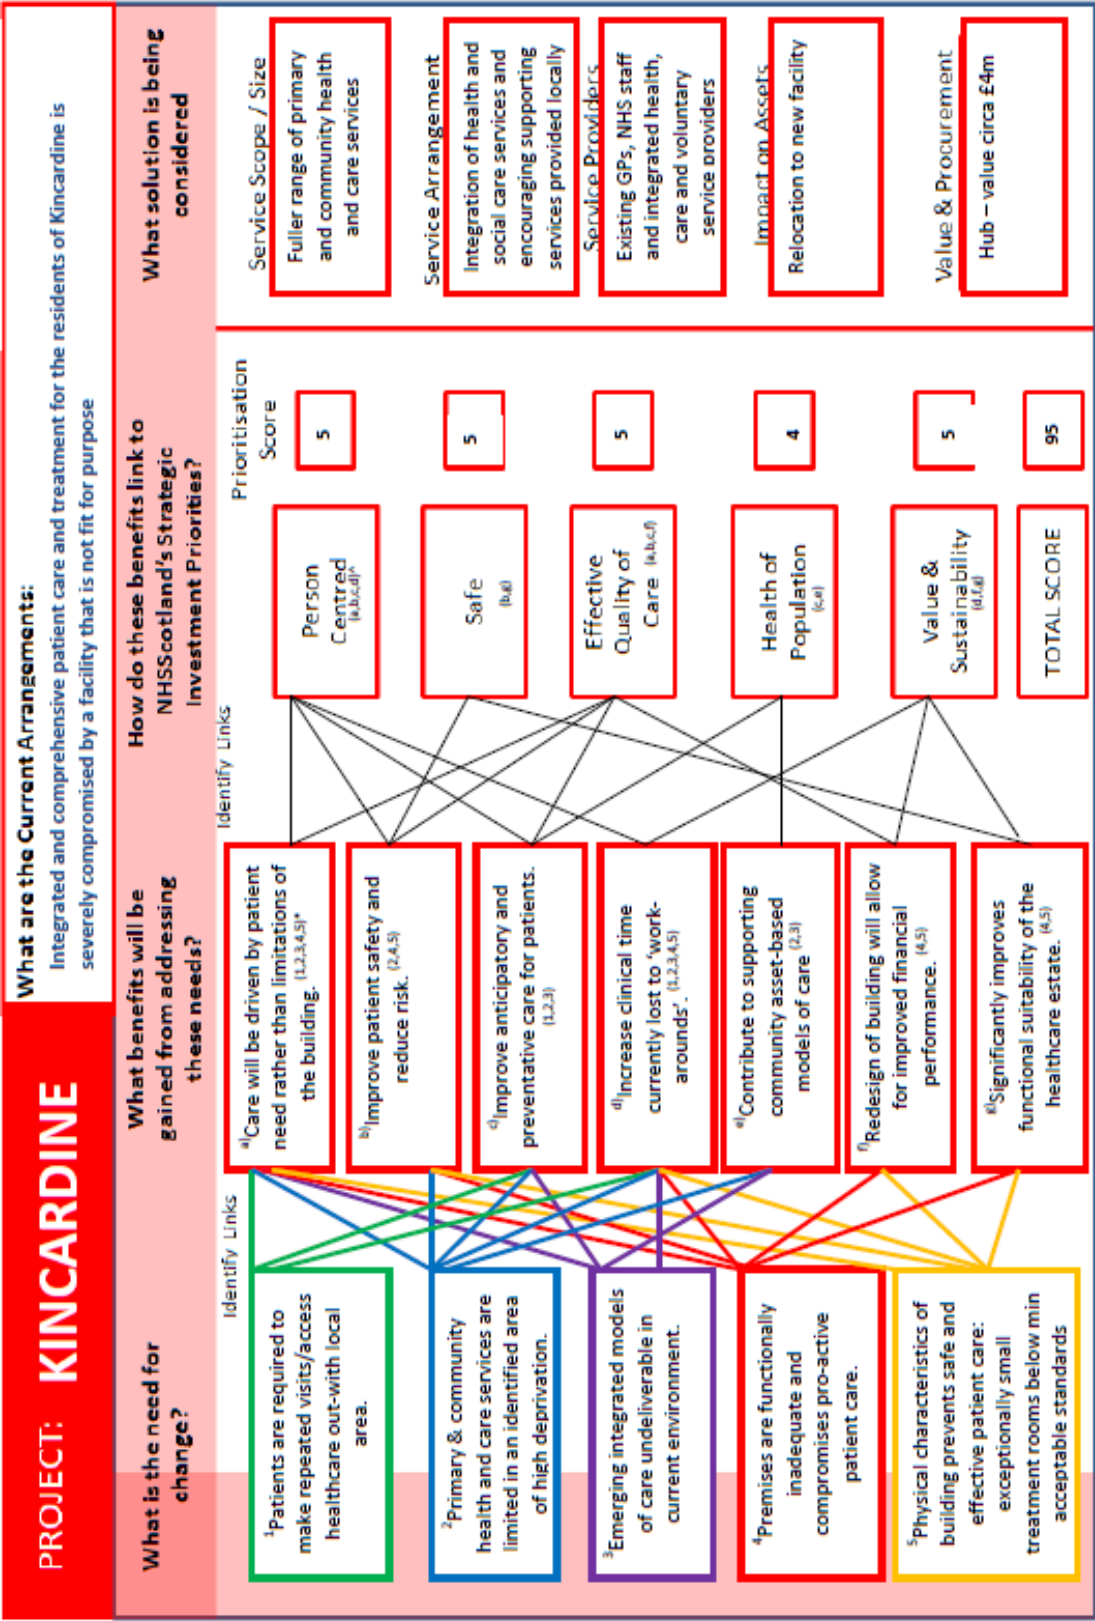 PROJECT: KINCARDINE
What are the Current Arrangements:
Integrated and comprehensive patient care and treatment for the residents of Kincardine is
severely compromised by a facility that is not fit for purpose
What is the need for
change?
What benefits will be
gained from addressing
these needs?
How do these benefits link to
NHSScotland's Strategic
Investment Priorities?
What solution is being
considered
Identify Links
1Patients are required to
make repeated visits/access
healthcare out-with local
area.
2Primary & community
health and care services are
limited in an identified area
of high deprivation.
3Emerging integrated models
of care undeliverable in
current environment.
4Premises are functionally
inadequate and
compromises pro-active
patient care.
5Physical characteristics of
building prevents safe and
effective patient care:
exceptionally small
treatment rooms below min
acceptable standards
a)Care will be driven by patient
need rather than limitations of
the building. (1,2,3,4,5)*
b)Improve patient safety and
reduce risk. (2,4,5)
c)Improve anticipatory and
preventative care for patients.
(1,2,3)
d)Increase clinical time
currently lost to 'work-
arounds'. (1,2,3,4,5)
e)Contribute to supporting
community asset-based
models of care (2,3)
f)Redesign of building will allow
for improved financial
performance. (4,5)
g)Significantly improves
functional suitability of the
healthcare estate. (4,5)
Identify Links
Prioritisation
Score
Person
Centred
(a,b,c,d)^
5
Safe
(b,g)
5
Effective
Quality of
Care (a,b,c,f)
5
Health of
Population
(c,e)
4
Value &
Sustainability
(d,f,g)
5
TOTAL SCORE
95
Service Scope / Size
Fuller range of primary
and community health
and care services
Service Arrangement
Integration of health and
social care services and
encouraging supporting
services provided locally
Service Providers
Existing GPs, NHS staff
and integrated health,
care and voluntary
service providers
Impact on Assets
Relocation to new facility
Value & Procurement
Hub – value circa £4m